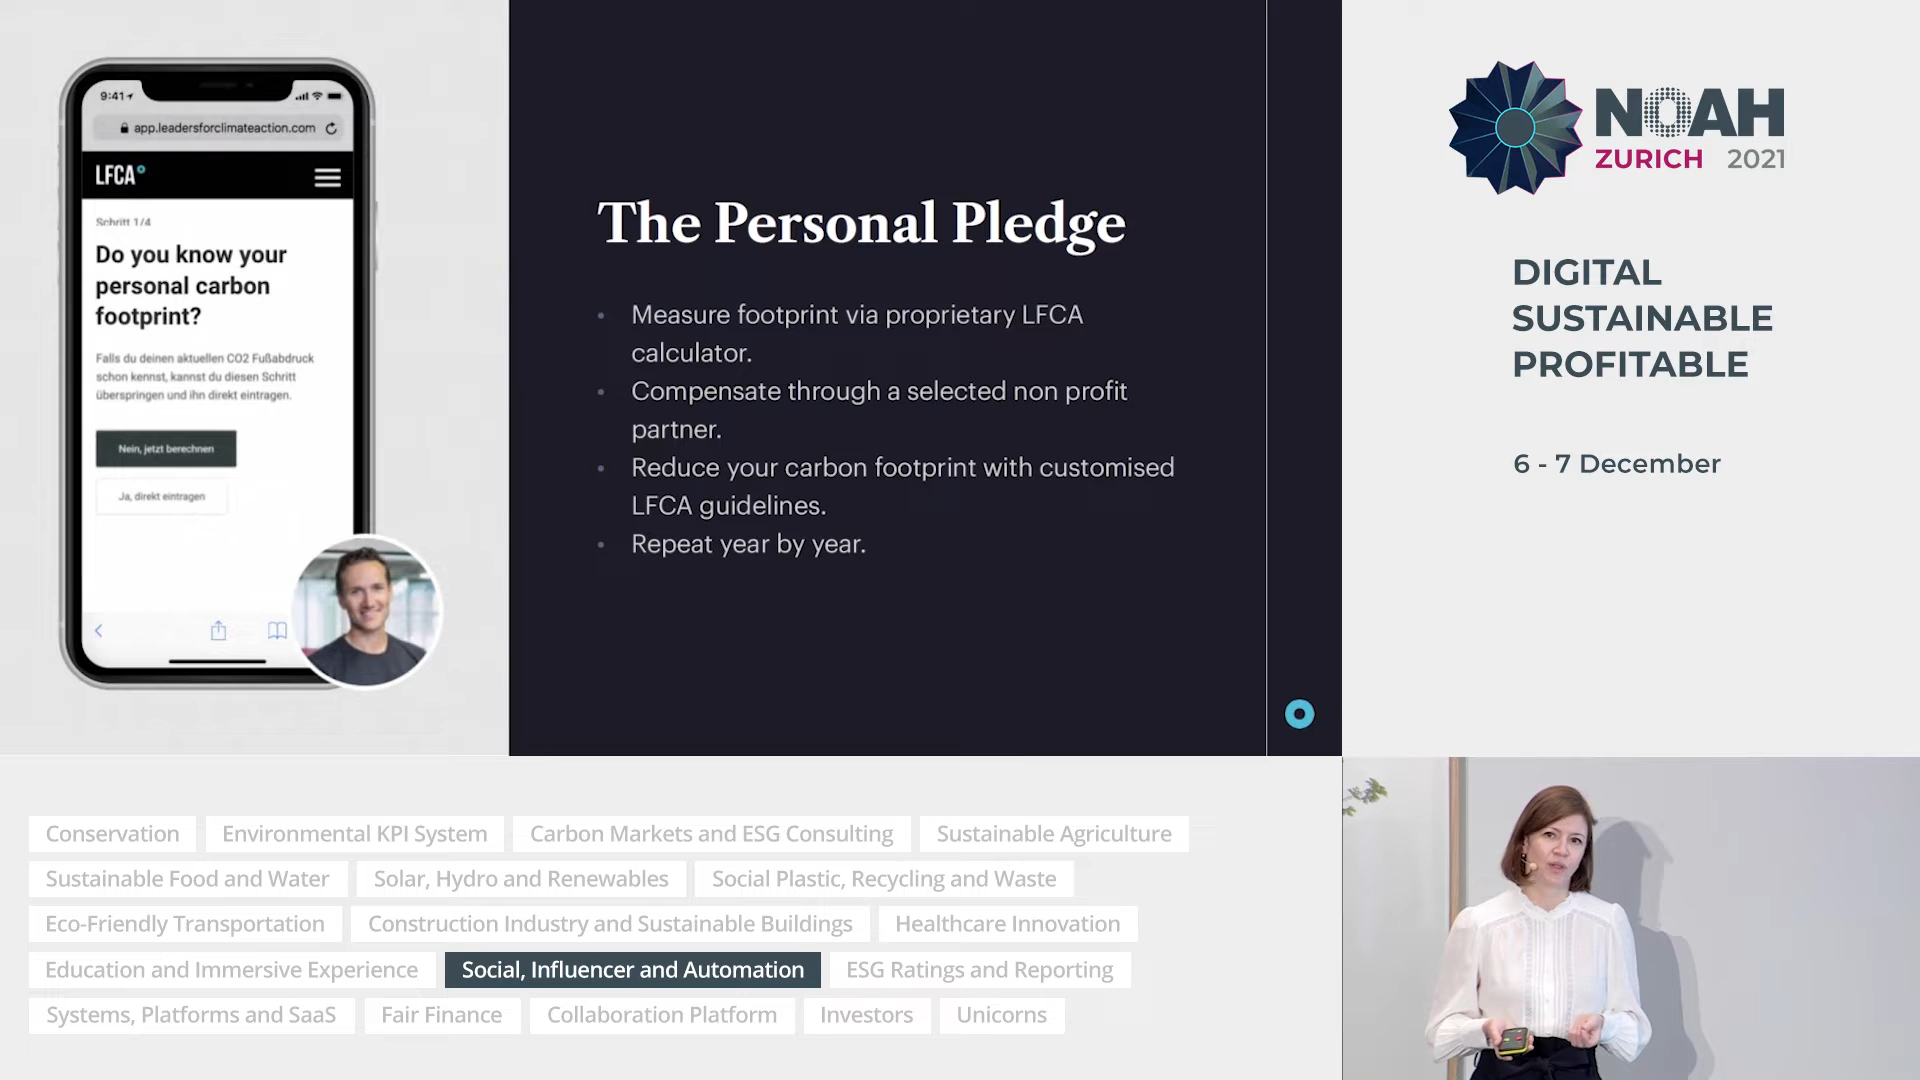 9:41
app.leadersforclimateaction.com
LFCA
Schritt 1/4
Do you know your
personal carbon
footprint?
Falls du deinen aktuellen CO2 Fußabdruck
schon kennst, kannst du diesen Schritt
überspringen und ihn direkt eintragen.
Nein, jetzt berechnen
Ja, direkt eintragen
The Personal Pledge
• Measure footprint via proprietary LFCA
calculator.
• Compensate through a selected non profit
partner.
• Reduce your carbon footprint with customised
LFCA guidelines.
• Repeat year by year.
NOAH
ZURICH 2021
DIGITAL
SUSTAINABLE
PROFITABLE
6 - 7 December
Conservation Environmental KPI System Carbon Markets and ESG Consulting Sustainable Agriculture
Sustainable Food and Water Solar, Hydro and Renewables Social Plastic, Recycling and Waste
Eco-Friendly Transportation Construction Industry and Sustainable Buildings Healthcare Innovation
Education and Immersive Experience Social, Influencer and Automation ESG Ratings and Reporting
Systems, Platforms and SaaS Fair Finance Collaboration Platform Investors Unicorns